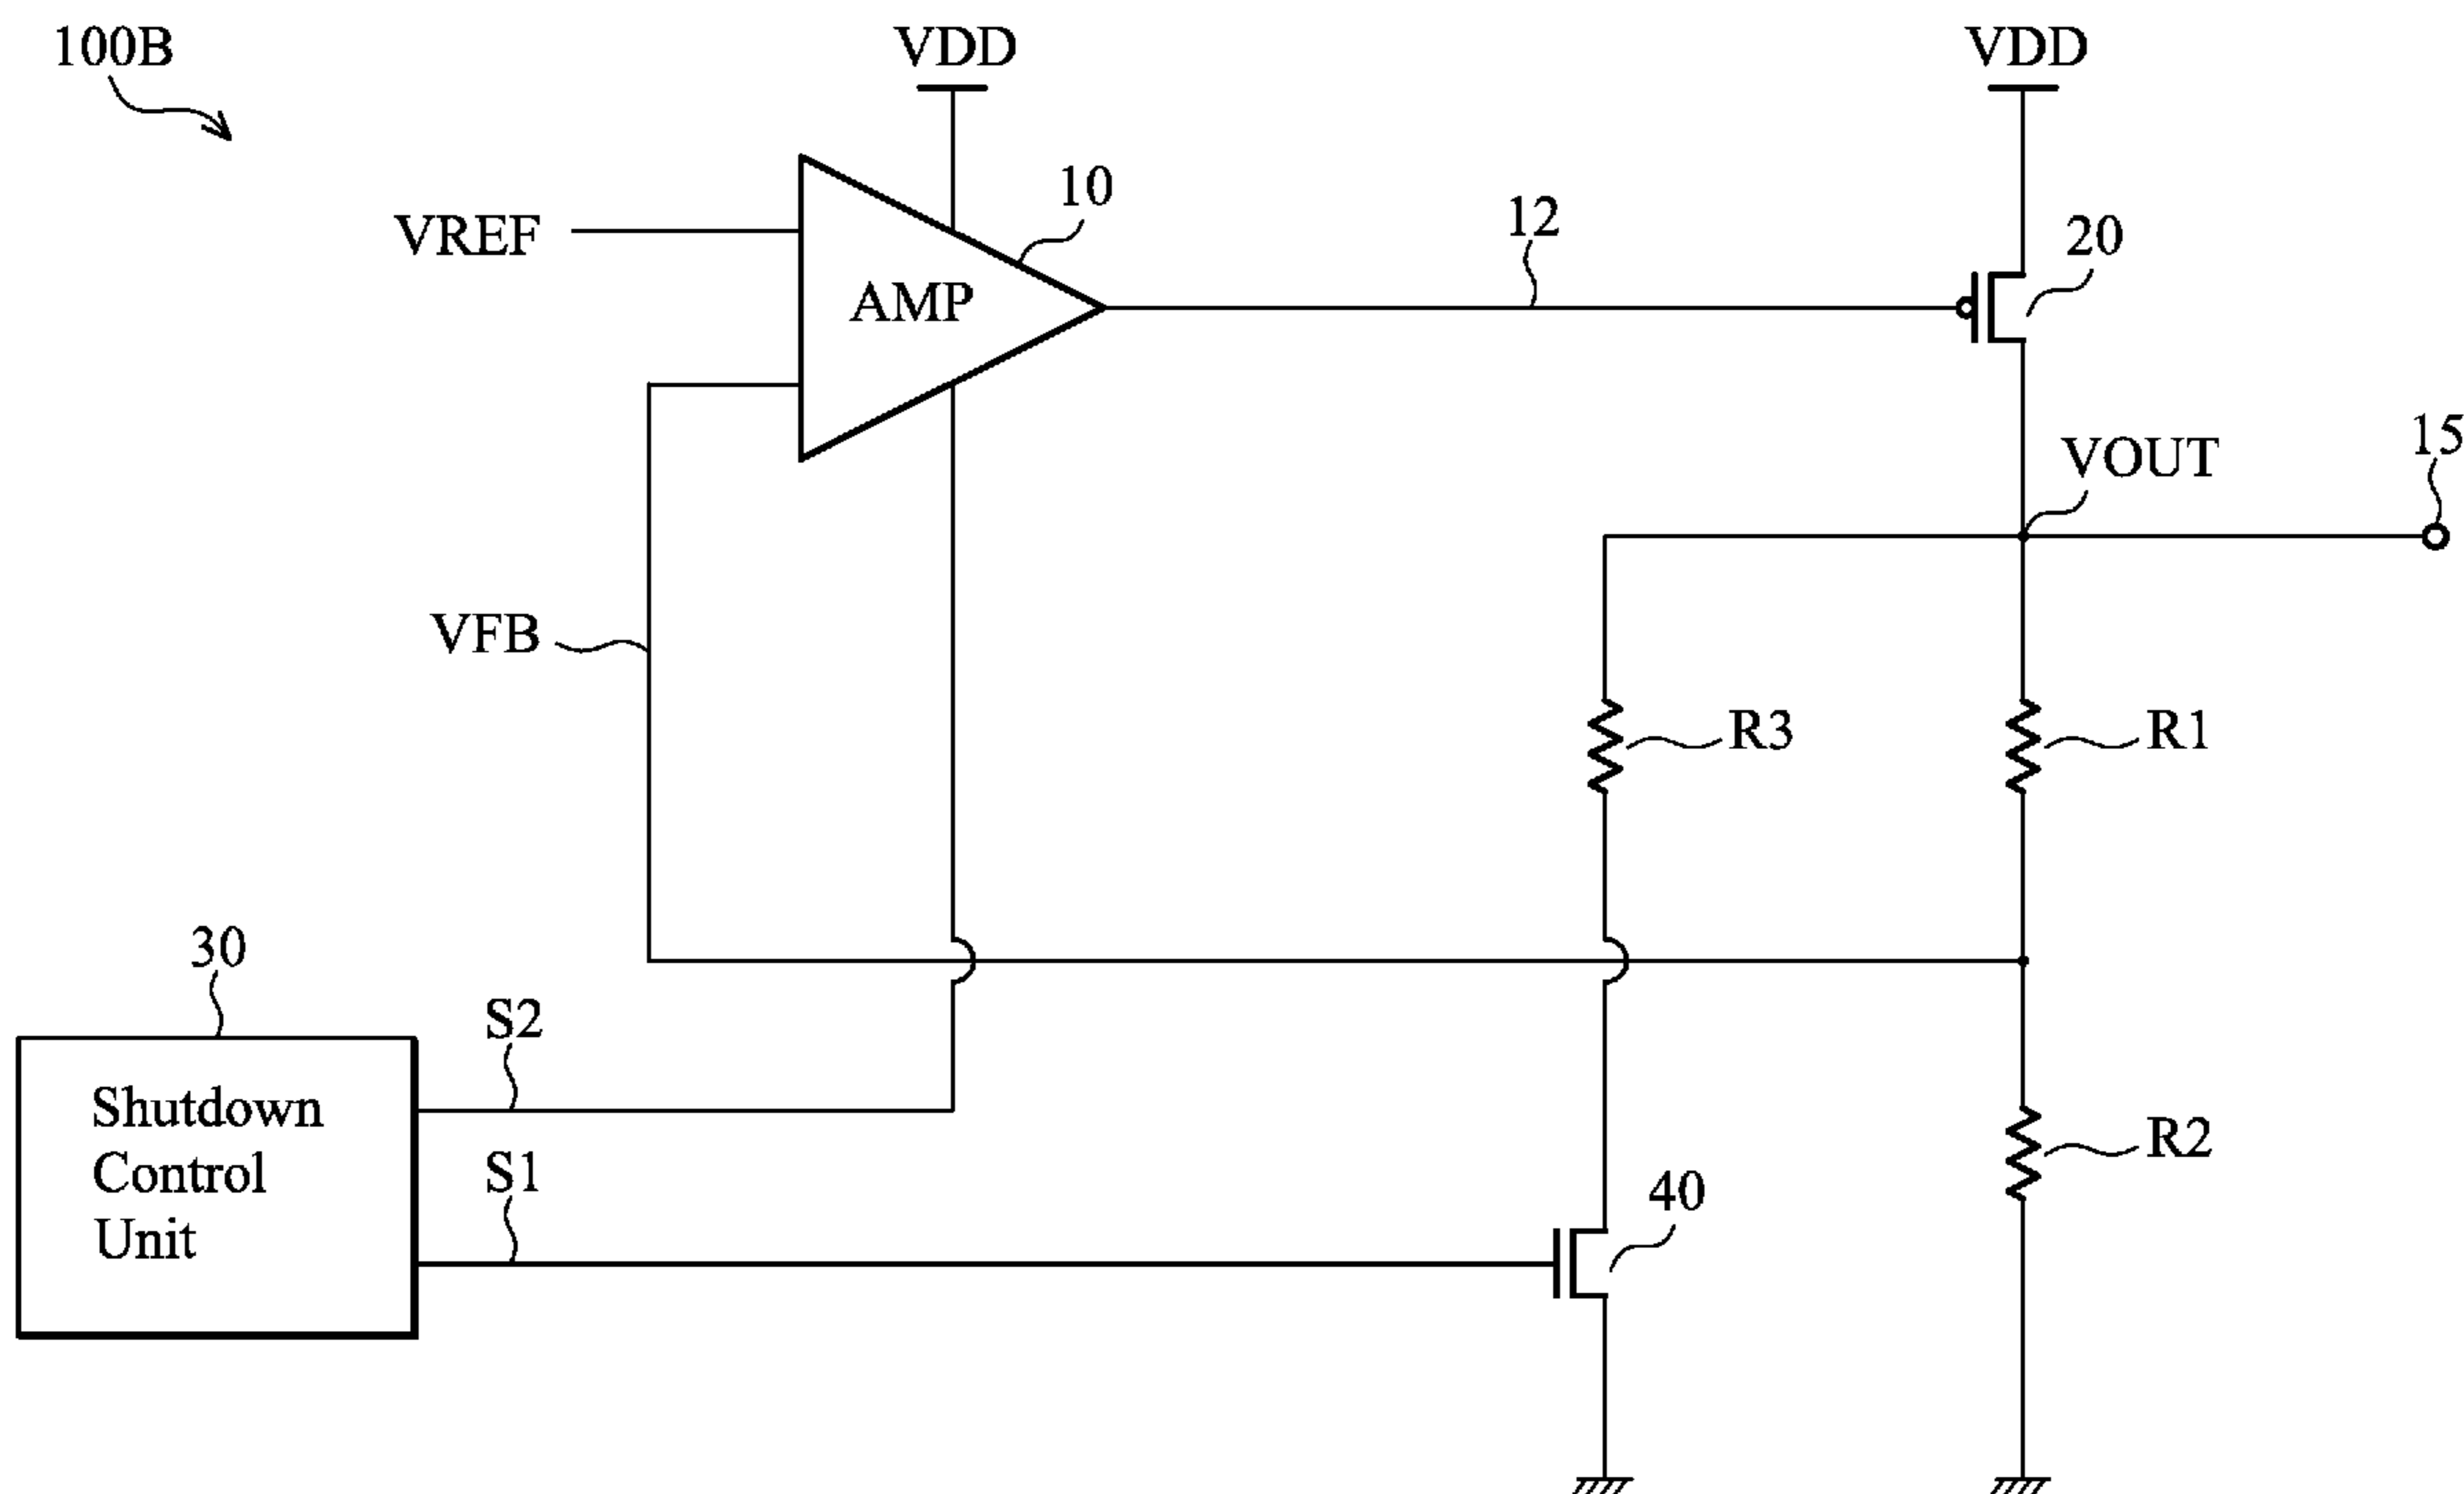 100B
VDD
VDD
10
VREF
12
20
AMP
15
VOUT
VFB
R3
R1
30
S2
Shutdown
Control
Unit
S1
40
R2